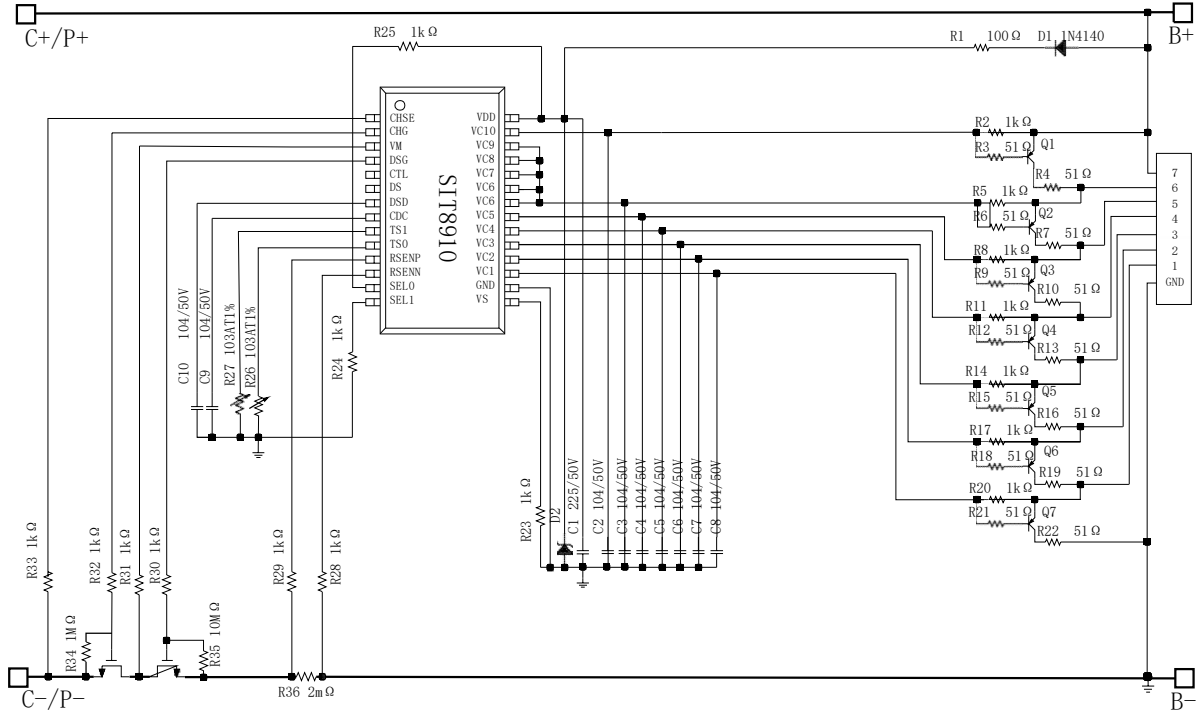 C+/P+
B+
R25 1kΩ
R1 100Ω D1 1N4140
CHSE
CHG
VM
DSG
CTL
DS
DSD
CDC
TS1
TS0
RSENP
RSENN
SEL0
SEL1
SIT8910
VDD
VC10
VC9
VC8
VC7
VC6
VC6
VC5
VC4
VC3
VC2
VC1
GND
VS
R2 1kΩ
R3 51Ω Q1
R4 51Ω
R5 1kΩ
R6 51Ω Q2
R7 51Ω
R8 1kΩ
R9 51Ω Q3
R10 51Ω
R11 1kΩ
R12 51Ω Q4
R13 51Ω
R14 1kΩ
R15 51Ω Q5
R16 51Ω
R17 1kΩ
R18 51Ω Q6
R19 51Ω
R20 1kΩ
R21 51Ω Q7
R22 51Ω
7
6
5
4
3
2
1
GND
C10 104/50V
C9 104/50V
R27 103AT1%
R26 103AT1%
R24 1kΩ
R23 1kΩ
D2
C1 225/50V
C2 104/50V
C3 104/50V
C4 104/50V
C5 104/50V
C6 104/50V
C7 104/50V
C8 104/50V
R33 1kΩ
R32 1kΩ
R31 1kΩ
R30 1kΩ
R29 1kΩ
R28 1kΩ
R34 1MΩ
R35 10MΩ
R36 2mΩ
C-/P-
B-